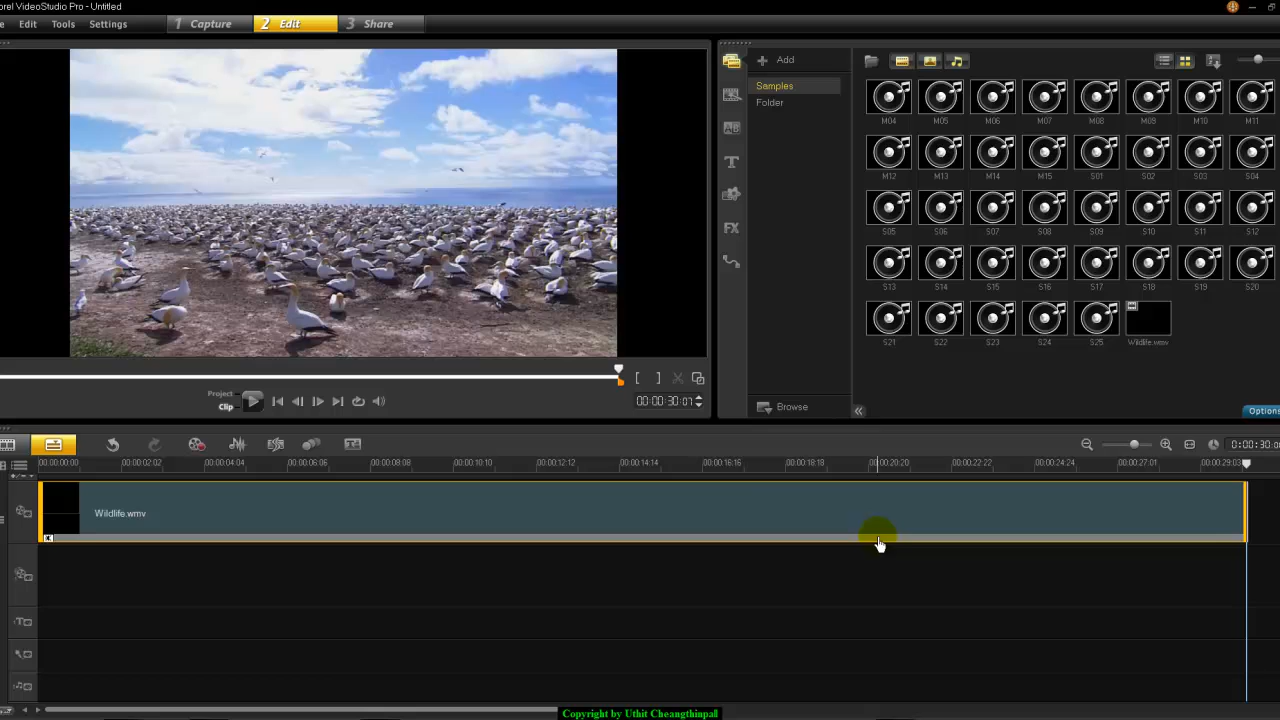 orel VideoStudio Pro - Untitled
e Edit Tools Settings 1 Capture 2 Edit 3 Share
Add
Samples
Folder
M04 M05 M06 M07 M08 M09 M10 M11
M12 M13 M14 M15 S01 S02 S03 S04
S05 S06 S07 S08 S09 S10 S11 S12
S13 S14 S15 S16 S17 S18 S19 S20
S21 S22 S23 S24 S25 Wildlife.wmv
Project
Clip
00:00:30:01
FX
Browse
Options
0:00:30:0
00:00:00:00 00:00:02:02 00:00:04:04 00:00:06:06 00:00:08:08 00:00:10:10 00:00:12:12 00:00:14:14 00:00:16:16 00:00:18:18 00:00:20:20 00:00:22:22 00:00:24:24 00:00:27:01 00:00:29:03
Wildlife.wmv
Copyright by Uthit Cheangthinpall